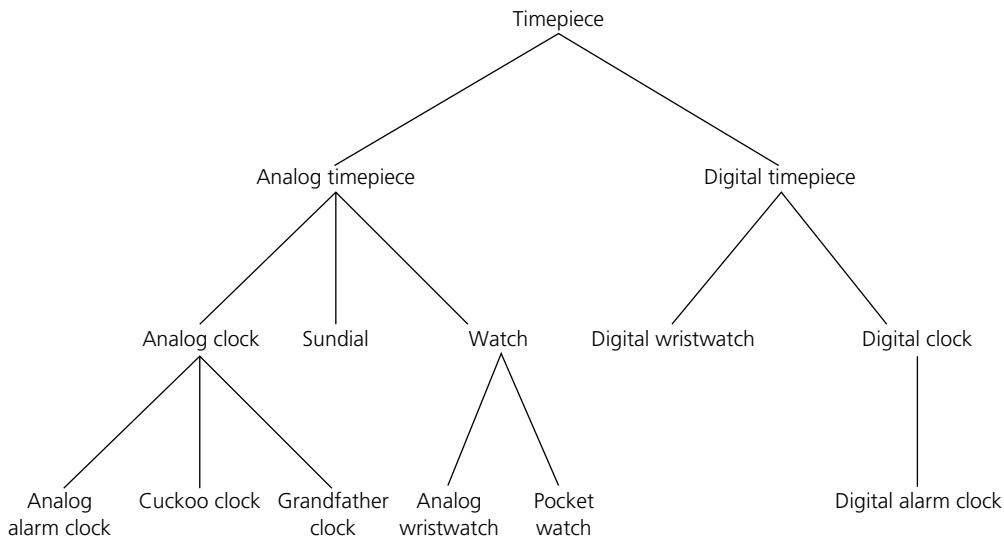 Timepiece
Analog timepiece
Digital timepiece
Analog clock
Sundial
Watch
Digital wristwatch
Digital clock
Analog
alarm clock
Cuckoo clock
Grandfather
clock
Analog
wristwatch
Pocket
watch
Digital alarm clock